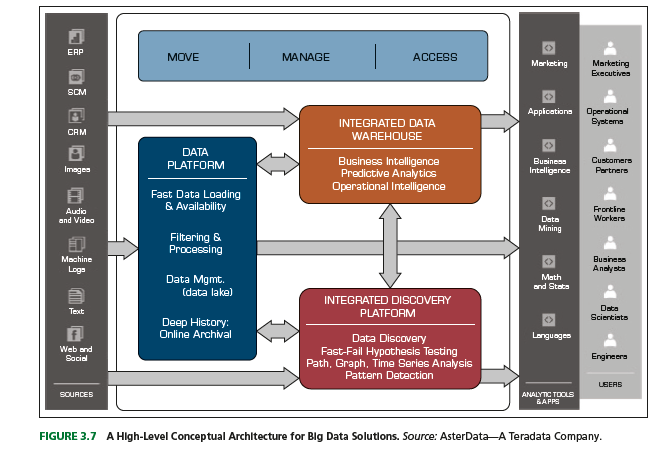 ERP
SCM
CRM
Images
Audio
and Video
Machine
Logs
Text
Web and
Social
SOURCES
MOVE
MANAGE
ACCESS
DATA
PLATFORM
Fast Data Loading
& Availability
Filtering &
Processing
Data Mgmt.
(data lake)
Deep History:
Online Archival
INTEGRATED DATA
WAREHOUSE
Business Intelligence
Predictive Analytics
Operational Intelligence
INTEGRATED DISCOVERY
PLATFORM
Data Discovery
Fast-Fail Hypothesis Testing
Path, Graph, Time Series Analysis
Pattern Detection
Marketing
Applications
Business
Intelligence
Data
Mining
Math
and Stats
Languages
ANALYTIC TOOLS
& APPS
Marketing
Executives
Operational
Systems
Customers
Partners
Frontline
Workers
Business
Analysts
Data
Scientists
Engineers
USERS
FIGURE 3.7 A High-Level Conceptual Architecture for Big Data Solutions. Source: AsterData—A Teradata Company.